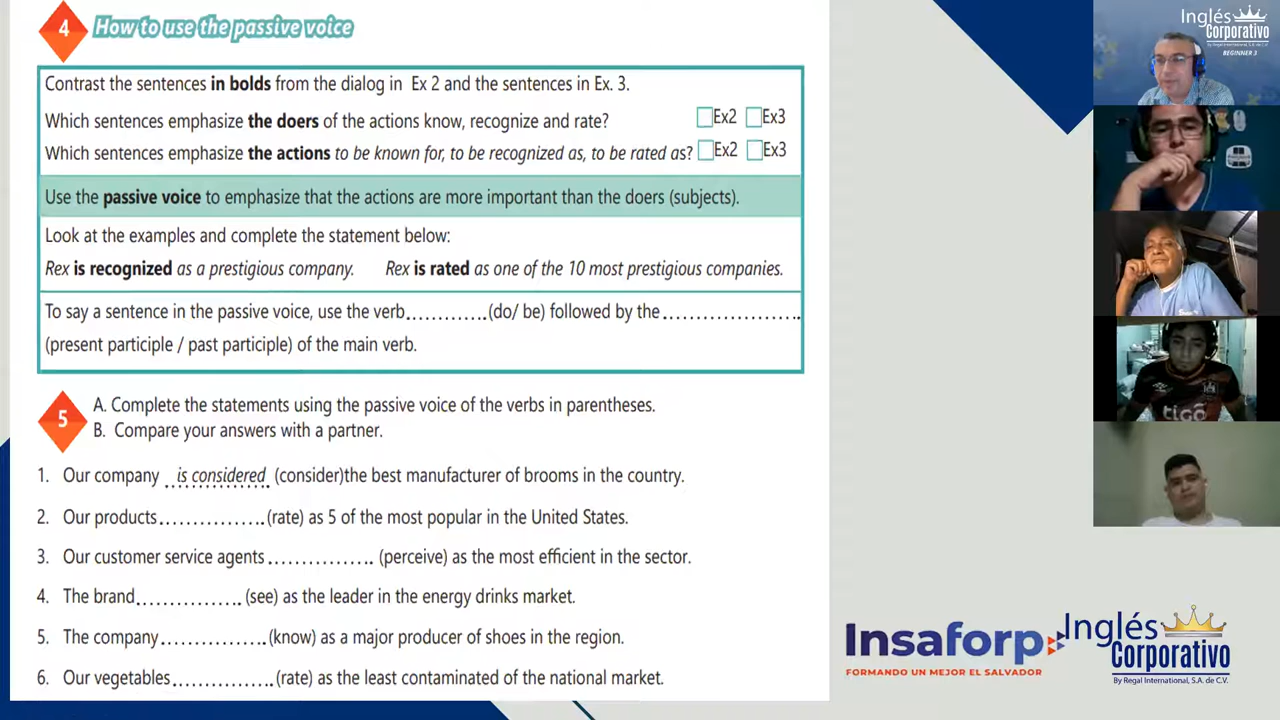 4 How to use the passive voice
Contrast the sentences in bolds from the dialog in Ex 2 and the sentences in Ex. 3.
Which sentences emphasize the doers of the actions know, recognize and rate? Ex2 Ex3
Which sentences emphasize the actions to be known for, to be recognized as, to be rated as? Ex2 Ex3
Use the passive voice to emphasize that the actions are more important than the doers (subjects).
Look at the examples and complete the statement below:
Rex is recognized as a prestigious company. Rex is rated as one of the 10 most prestigious companies.
To say a sentence in the passive voice, use the verb.............(do/ be) followed by the .....................
(present participle / past participle) of the main verb.
5 A. Complete the statements using the passive voice of the verbs in parentheses.
B. Compare your answers with a partner.
1. Our company is considered (consider)the best manufacturer of brooms in the country.
2. Our products................(rate) as 5 of the most popular in the United States.
3. Our customer service agents ................ (perceive) as the most efficient in the sector.
4. The brand................ (see) as the leader in the energy drinks market.
5. The company................(know) as a major producer of shoes in the region.
6. Our vegetables................(rate) as the least contaminated of the national market.
Inglés
Corporativo
By Regal International, S.A. de C.V.
BEGINNER 3
tigo
Insaforp
FORMANDO UN MEJOR EL SALVADOR
Inglés
Corporativo
By Regal International, S.A. de C.V.